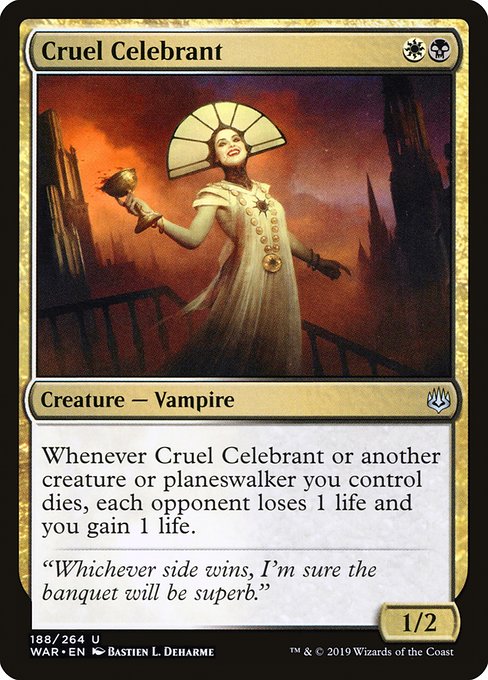 Cruel Celebrant
Creature — Vampire
Whenever Cruel Celebrant or another
creature or planeswalker you control
dies, each opponent loses 1 life and
you gain 1 life.
“Whichever side wins, I’m sure the
banquet will be superb.”
1/2
188/264 U
WAR • EN Bastien L. Deharme
™ & © 2019 Wizards of the Coast